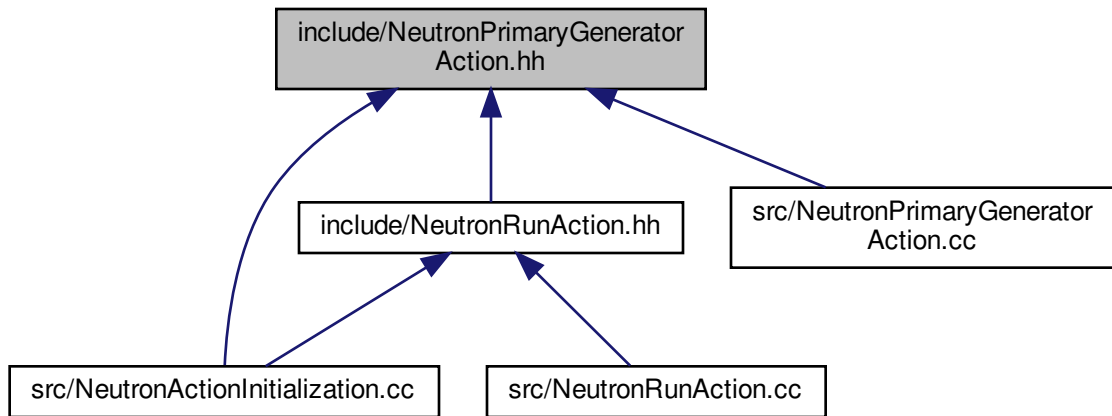 include/NeutronPrimaryGenerator
Action.hh
include/NeutronRunAction.hh
src/NeutronPrimaryGenerator
Action.cc
src/NeutronActionInitialization.cc
src/NeutronRunAction.cc